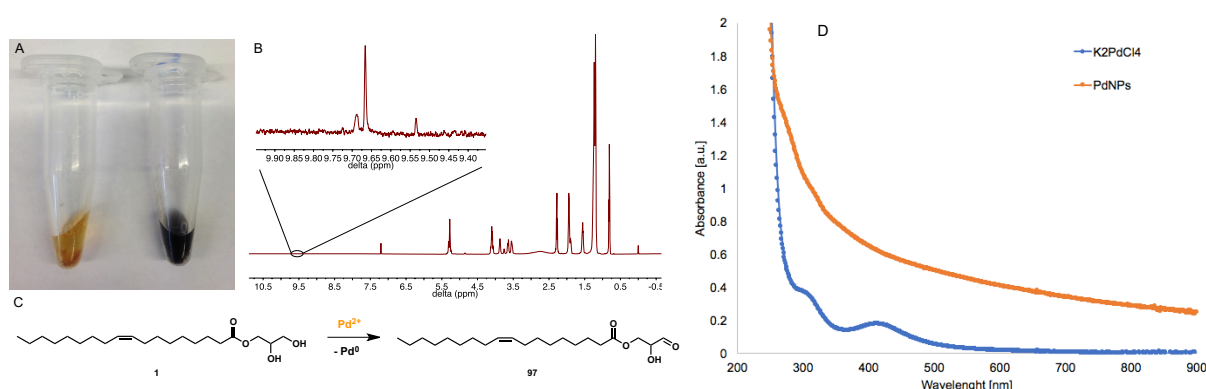 A
B
9.90 9.85 9.80 9.75 9.70 9.65 9.60 9.55 9.50 9.45 9.40
delta (ppm)
10.5 9.5 8.5 7.5 6.5 5.5 4.5 3.5 2.5 1.5 0.5 -0.5
delta (ppm)
C
O
O
OH
OH
1
Pd2+
- Pd0
O
O
O
OH
97
D
K2PdCl4
PdNPs
Absorbance [a.u.]
2
1.8
1.6
1.4
1.2
1
0.8
0.6
0.4
0.2
0
200 300 400 500 600 700 800 900
Wavelenght [nm]